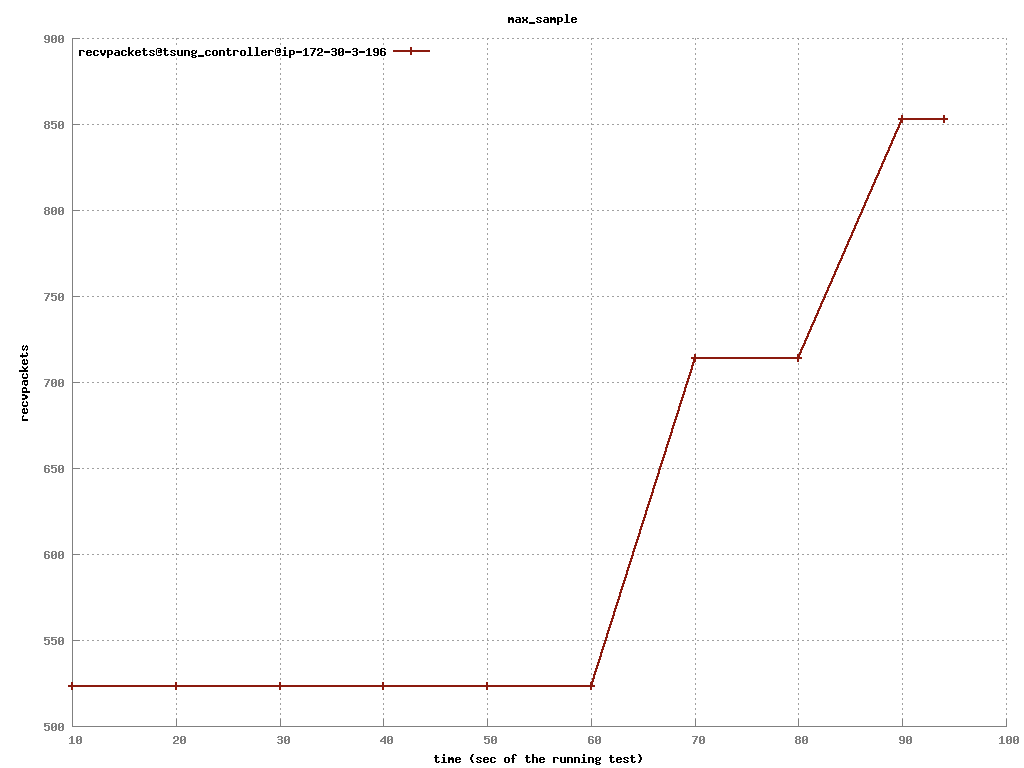 max_sample
recvpackets@tsung_controller@ip-172-30-3-196
900
850
800
750
700
650
600
550
500
recvpackets
10 20 30 40 50 60 70 80 90 100
time (sec of the running test)